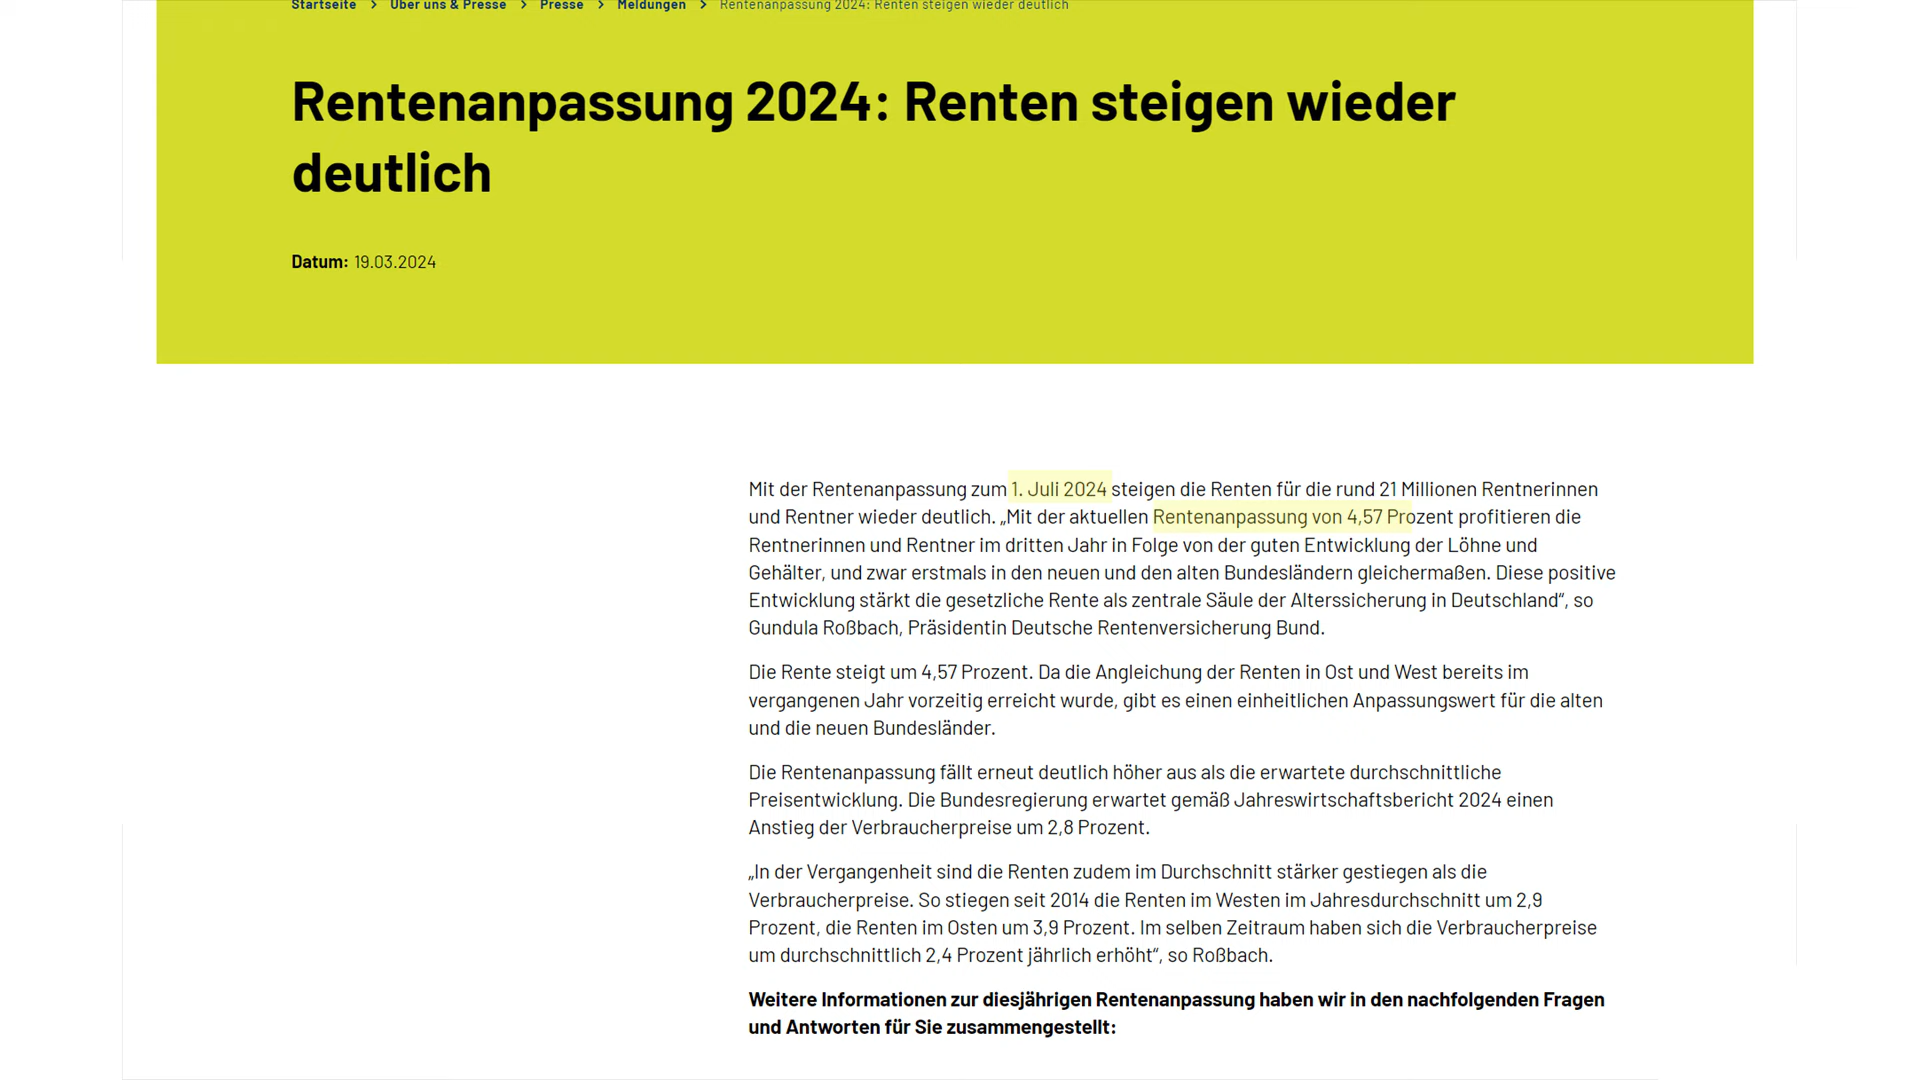 Startseite > Über uns & Presse > Presse > Meldungen > Rentenanpassung 2024: Renten steigen wieder deutlich
Rentenanpassung 2024: Renten steigen wieder
deutlich
Datum: 19.03.2024
Mit der Rentenanpassung zum 1. Juli 2024 steigen die Renten für die rund 21 Millionen Rentnerinnen
und Rentner wieder deutlich. „Mit der aktuellen Rentenanpassung von 4,57 Prozent profitieren die
Rentnerinnen und Rentner im dritten Jahr in Folge von der guten Entwicklung der Löhne und
Gehälter, und zwar erstmals in den neuen und den alten Bundesländern gleichermaßen. Diese positive
Entwicklung stärkt die gesetzliche Rente als zentrale Säule der Alterssicherung in Deutschland“, so
Gundula Roßbach, Präsidentin Deutsche Rentenversicherung Bund.
Die Rente steigt um 4,57 Prozent. Da die Angleichung der Renten in Ost und West bereits im
vergangenen Jahr vorzeitig erreicht wurde, gibt es einen einheitlichen Anpassungswert für die alten
und die neuen Bundesländer.
Die Rentenanpassung fällt erneut deutlich höher aus als die erwartete durchschnittliche
Preisentwicklung. Die Bundesregierung erwartet gemäß Jahreswirtschaftsbericht 2024 einen
Anstieg der Verbraucherpreise um 2,8 Prozent.
„In der Vergangenheit sind die Renten zudem im Durchschnitt stärker gestiegen als die
Verbraucherpreise. So stiegen seit 2014 die Renten im Westen im Jahresdurchschnitt um 2,9
Prozent, die Renten im Osten um 3,9 Prozent. Im selben Zeitraum haben sich die Verbraucherpreise
um durchschnittlich 2,4 Prozent jährlich erhöht“, so Roßbach.
Weitere Informationen zur diesjährigen Rentenanpassung haben wir in den nachfolgenden Fragen
und Antworten für Sie zusammengestellt: